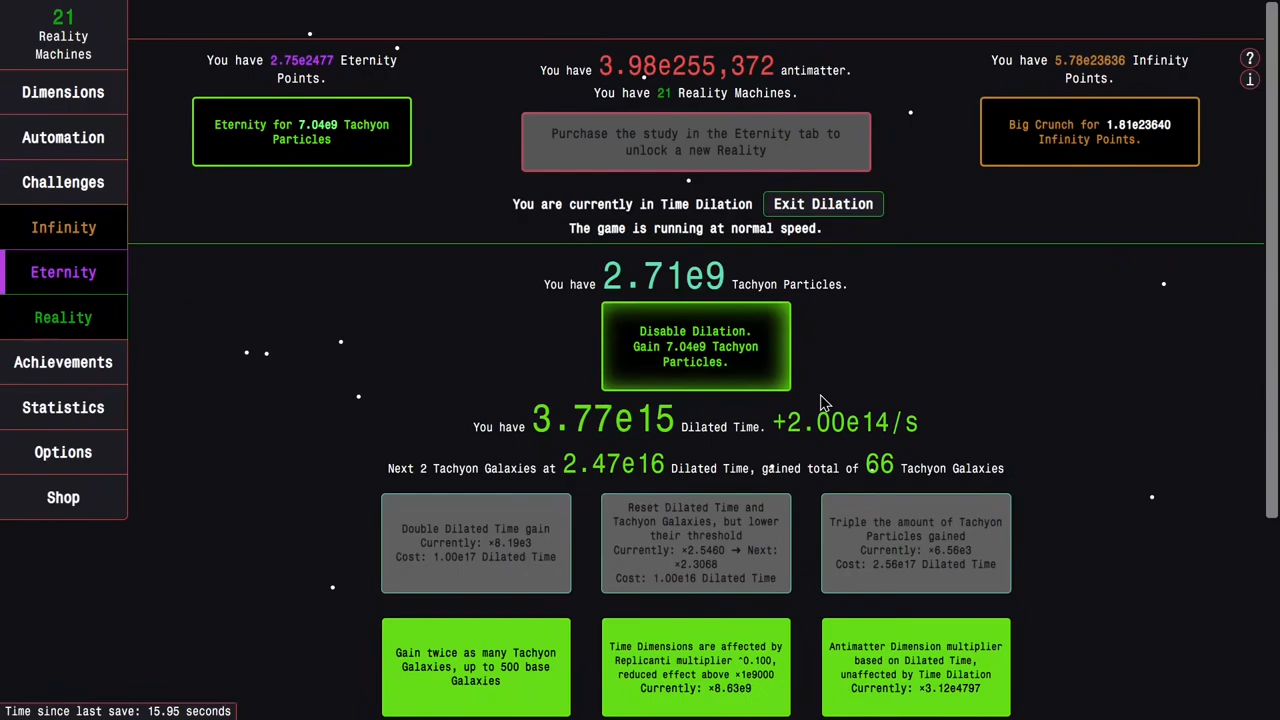 21
Reality
Machines
Dimensions
Automation
Challenges
Infinity
Eternity
Reality
Achievements
Statistics
Options
Shop
You have 2.75e2477 Eternity
Points.
Eternity for 7.04e9 Tachyon
Particles
You have 3.98e255,372 antimatter.
You have 21 Reality Machines.
Purchase the study in the Eternity tab to
unlock a new Reality
You are currently in Time Dilation
Exit Dilation
The game is running at normal speed.
You have 5.78e23636 Infinity
Points.
Big Crunch for 1.81e23640
Infinity Points.
?
i
You have 2.71e9 Tachyon Particles.
Disable Dilation.
Gain 7.04e9 Tachyon
Particles.
You have 3.77e15 Dilated Time. +2.00e14/s
Next 2 Tachyon Galaxies at 2.47e16 Dilated Time, gained total of 66 Tachyon Galaxies
Double Dilated Time gain
Currently: ×8.19e3
Cost: 1.00e17 Dilated Time
Reset Dilated Time and
Tachyon Galaxies, but lower
their threshold
Currently: ×2.5460 ➜ Next:
×2.3068
Cost: 1.00e16 Dilated Time
Triple the amount of Tachyon
Particles gained
Currently: ×6.56e3
Cost: 2.56e17 Dilated Time
Gain twice as many Tachyon
Galaxies, up to 500 base
Galaxies
Time Dimensions are affected by
Replicanti multiplier ^0.100,
reduced effect above ×1e9000
Currently: ×8.63e9
Antimatter Dimension multiplier
based on Dilated Time,
unaffected by Time Dilation
Currently: ×3.12e4797
Time since last save: 15.95 seconds